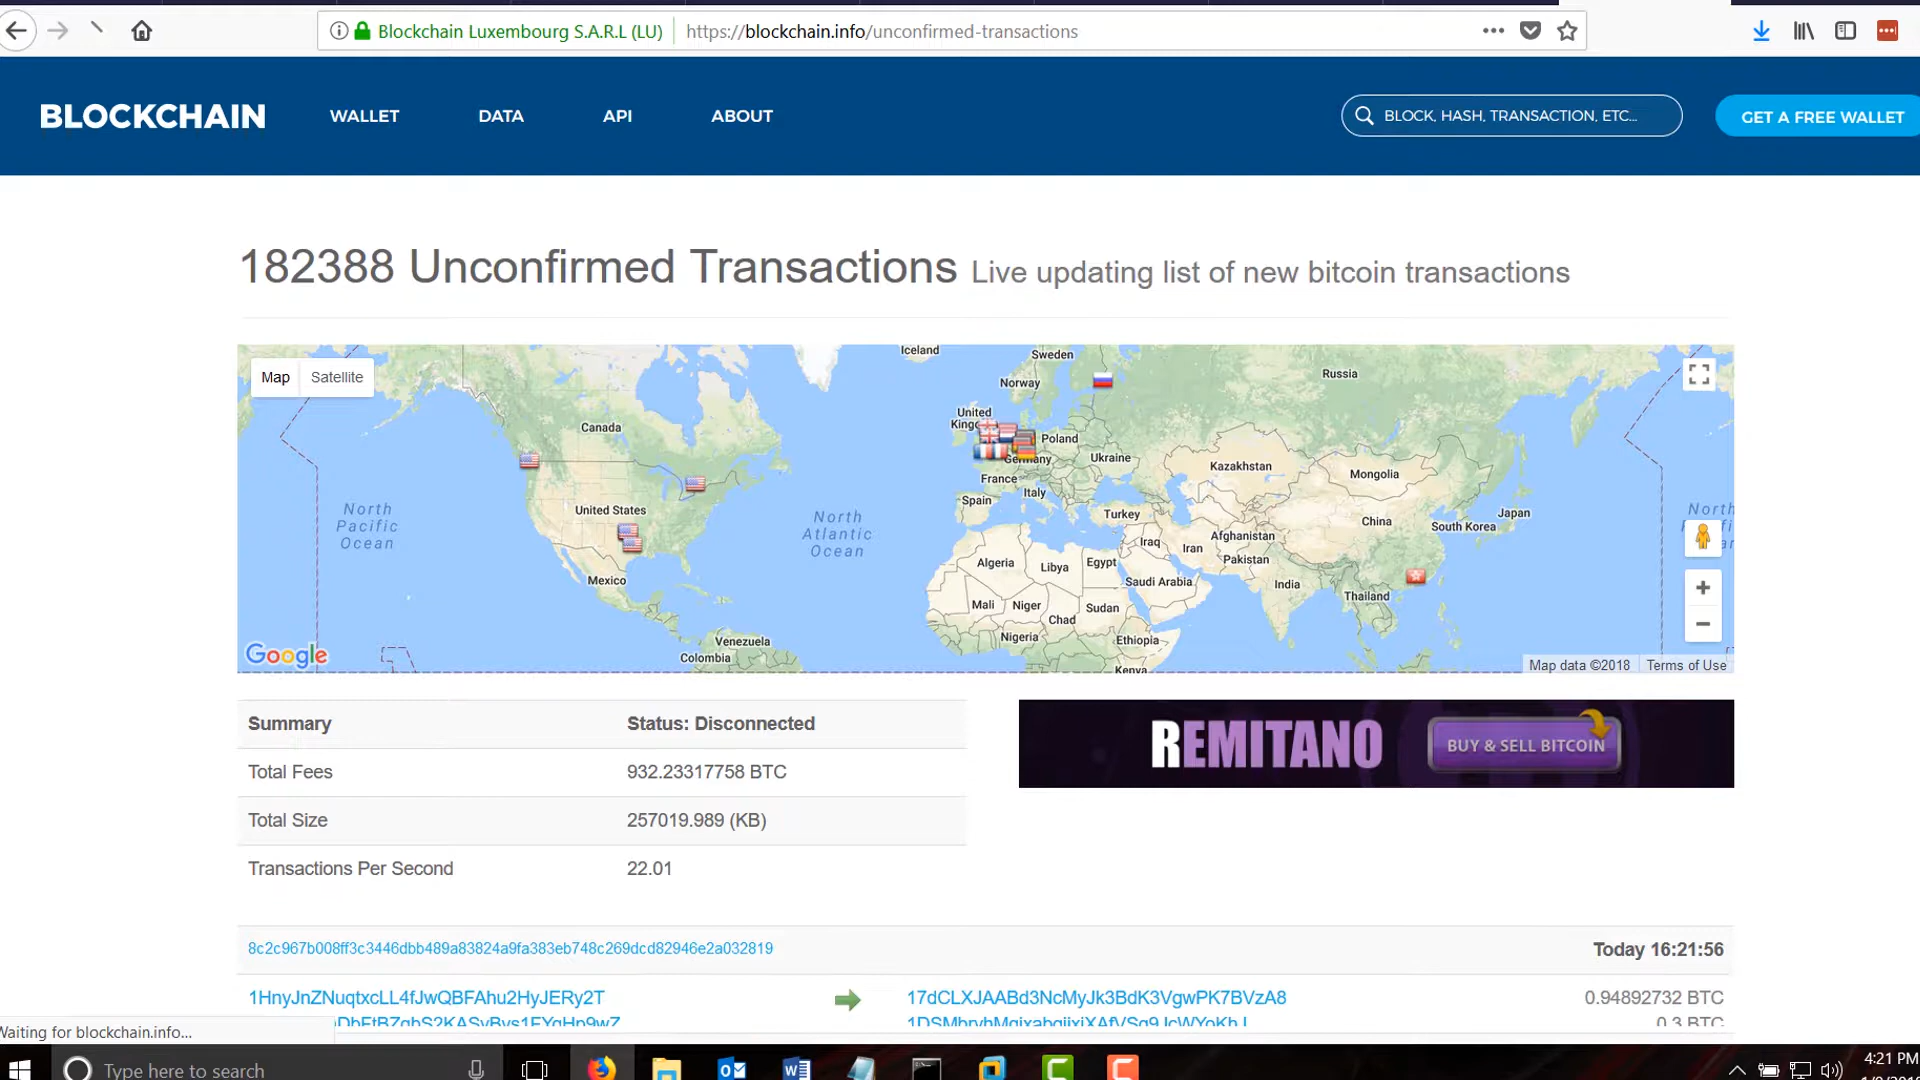 Blockchain Luxembourg S.A.R.L (LU) https://blockchain.info/unconfirmed-transactions
BLOCKCHAIN WALLET DATA API ABOUT BLOCK, HASH, TRANSACTION, ETC... GET A FREE WALLET
182388 Unconfirmed Transactions Live updating list of new bitcoin transactions
Map Satellite
Iceland
Sweden
Norway
Russia
United
Canada
Poland
Ukraine
Kazakhstan
Mongolia
France
Italy
Spain
United States
North
Pacific
Ocean
North
Atlantic
Ocean
Turkey
China
South Korea
Japan
North
Iraq
Iran
Afghanistan
Pakistan
Algeria
Libya
Egypt
Saudi Arabia
India
Mexico
Thailand
Mali
Niger
Chad
Sudan
Nigeria
Ethiopia
Kenya
Venezuela
Colombia
Google
Map data ©2018 Terms of Use
Summary Status: Disconnected
Total Fees 932.23317758 BTC
Total Size 257019.989 (KB)
Transactions Per Second 22.01
REMITANO BUY & SELL BITCOIN
8c2c967b008ff3c3446dbb489a83824a9fa383eb748c269dcd82946e2a032819 Today 16:21:56
1HnyJnZNuqtxcLL4fJwQBFAhu2HyJERy2T 17dCLXJAABd3NcMyJk3BdK3VgwPK7BVzA8 0.94892732 BTC
0.3 BTC
Waiting for blockchain.info...
Type here to search
4:21 PM